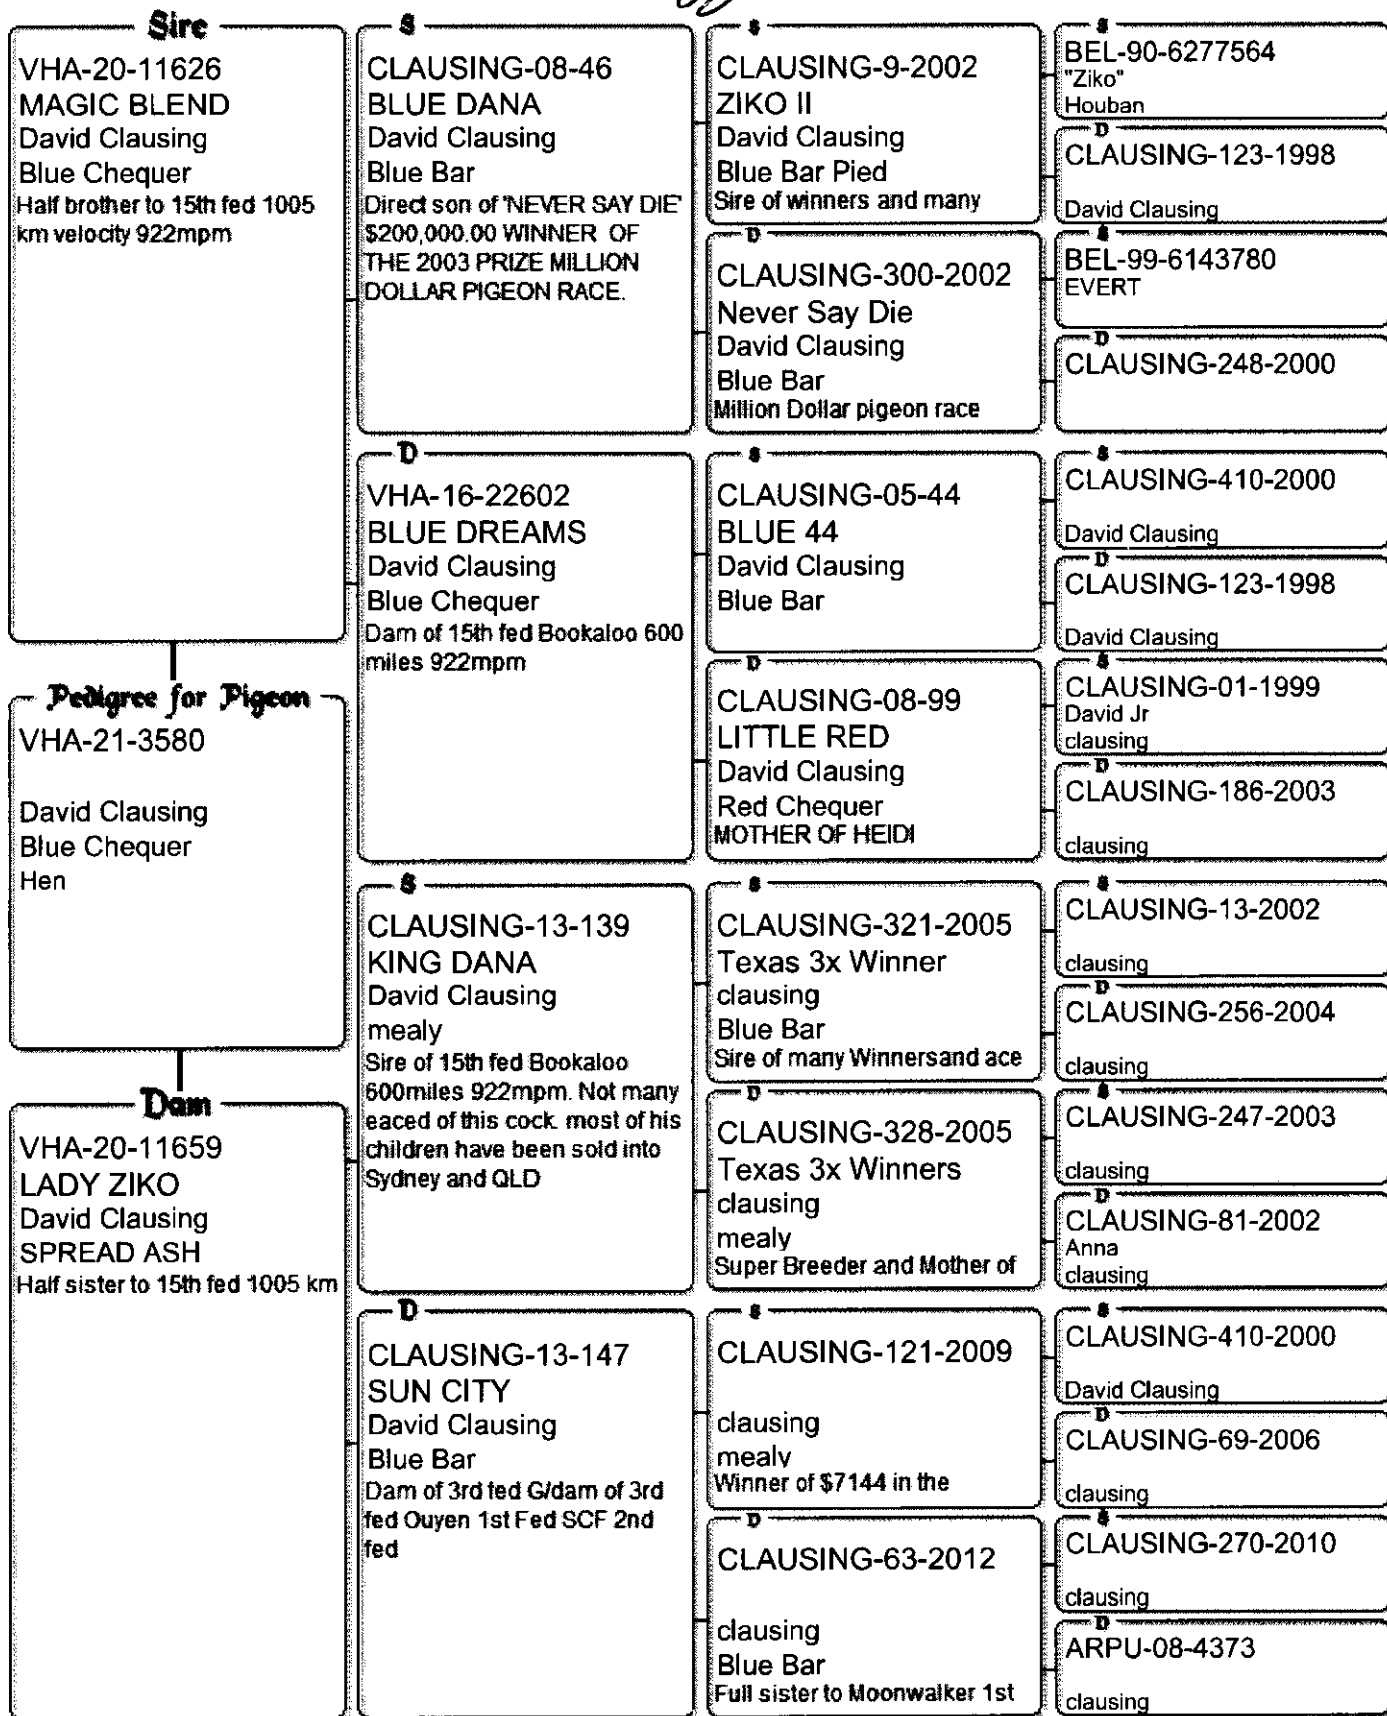 Sire
VHA-20-11626
MAGIC BLEND
David Clausing
Blue Chequer
Half brother to 15th fed 1005
km velocity 922mpm
Pedigree for Pigeon
VHA-21-3580
David Clausing
Blue Chequer
Hen
Dam
VHA-20-11659
LADY ZIKO
David Clausing
SPREAD ASH
Half sister to 15th fed 1005 km
S
CLAUSING-08-46
BLUE DANA
David Clausing
Blue Bar
Direct son of 'NEVER SAY DIE'
$200,000.00 WINNER OF
THE 2003 PRIZE MILLION
DOLLAR PIGEON RACE.
D
VHA-16-22602
BLUE DREAMS
David Clausing
Blue Chequer
Dam of 15th fed Bookaloo 600
miles 922mpm
S
CLAUSING-13-139
KING DANA
David Clausing
mealy
Sire of 15th fed Bookaloo
600miles 922mpm. Not many
eaced of this cock. most of his
children have been sold into
Sydney and QLD
D
CLAUSING-13-147
SUN CITY
David Clausing
Blue Bar
Dam of 3rd fed G/dam of 3rd
fed Ouyen 1st Fed SCF 2nd
fed
S
CLAUSING-9-2002
ZIKO II
David Clausing
Blue Bar Pied
Sire of winners and many
D
CLAUSING-300-2002
Never Say Die
David Clausing
Blue Bar
Million Dollar pigeon race
S
CLAUSING-05-44
BLUE 44
David Clausing
Blue Bar
D
CLAUSING-08-99
LITTLE RED
David Clausing
Red Chequer
MOTHER OF HEIDI
S
CLAUSING-321-2005
Texas 3x Winner
clausing
Blue Bar
Sire of many Winnersand ace
D
CLAUSING-328-2005
Texas 3x Winners
clausing
mealy
Super Breeder and Mother of
S
CLAUSING-121-2009
clausing
mealy
Winner of $7144 in the
D
CLAUSING-63-2012
clausing
Blue Bar
Full sister to Moonwalker 1st
S
BEL-90-6277564
"Ziko"
Houban
D
CLAUSING-123-1998
David Clausing
S
BEL-99-6143780
EVERT
D
CLAUSING-248-2000
S
CLAUSING-410-2000
David Clausing
D
CLAUSING-123-1998
David Clausing
S
CLAUSING-01-1999
David Jr
clausing
D
CLAUSING-186-2003
clausing
S
CLAUSING-13-2002
clausing
D
CLAUSING-256-2004
clausing
S
CLAUSING-247-2003
clausing
D
CLAUSING-81-2002
Anna
clausing
S
CLAUSING-410-2000
David Clausing
D
CLAUSING-69-2006
clausing
S
CLAUSING-270-2010
clausing
D
ARPU-08-4373
clausing